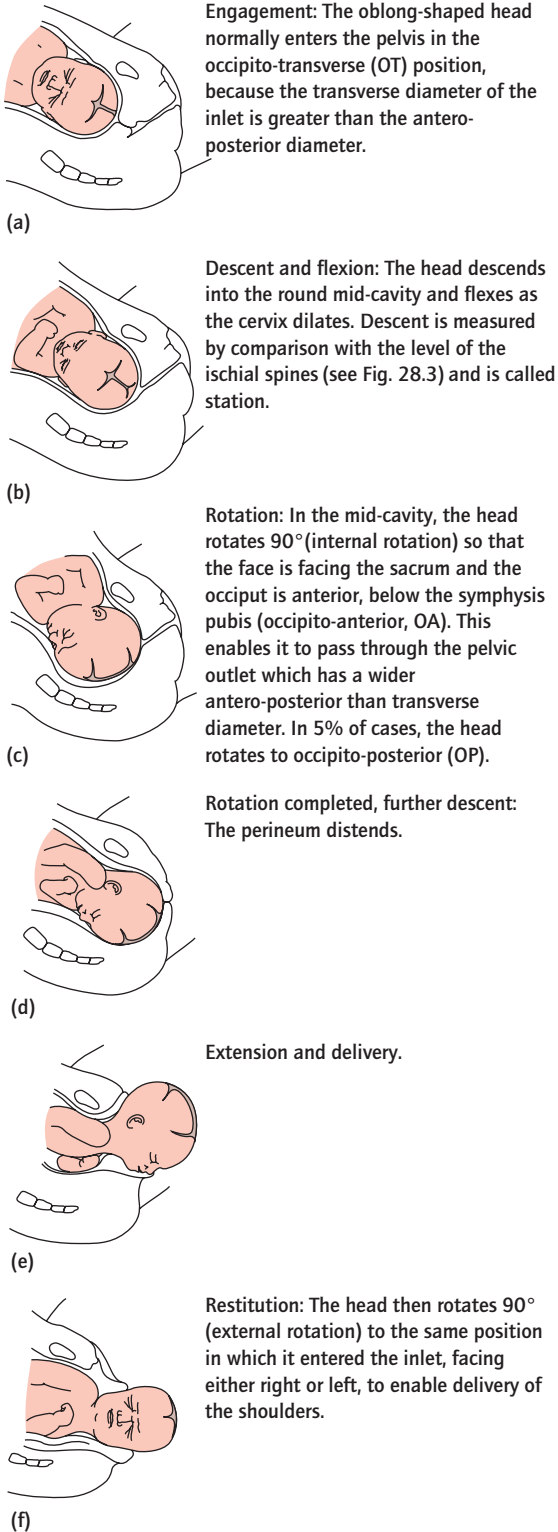 Engagement: The oblong-shaped head
normally enters the pelvis in the
occipito-transverse (OT) position,
because the transverse diameter of the
inlet is greater than the antero-
posterior diameter.
(a)
Descent and flexion: The head descends
into the round mid-cavity and flexes as
the cervix dilates. Descent is measured
by comparison with the level of the
ischial spines (see Fig. 28.3) and is called
station.
(b)
Rotation: In the mid-cavity, the head
rotates 90°(internal rotation) so that
the face is facing the sacrum and the
occiput is anterior, below the symphysis
pubis (occipito-anterior, OA). This
enables it to pass through the pelvic
outlet which has a wider
antero-posterior than transverse
diameter. In 5% of cases, the head
rotates to occipito-posterior (OP).
(c)
Rotation completed, further descent:
The perineum distends.
(d)
Extension and delivery.
(e)
Restitution: The head then rotates 90°
(external rotation) to the same position
in which it entered the inlet, facing
either right or left, to enable delivery of
the shoulders.
(f)